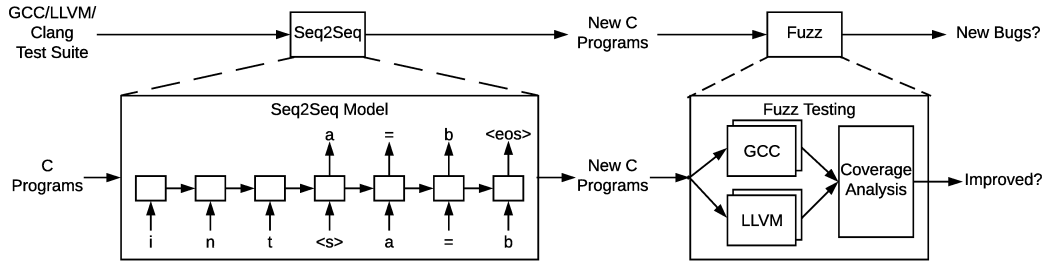 GCC/LLVM/
Clang
Test Suite
Seq2Seq
New C
Programs
Fuzz
New Bugs?
Seq2Seq Model
a = b <eos>
C
Programs
i n t <s> a = b
New C
Programs
Fuzz Testing
GCC
LLVM
Coverage
Analysis
Improved?